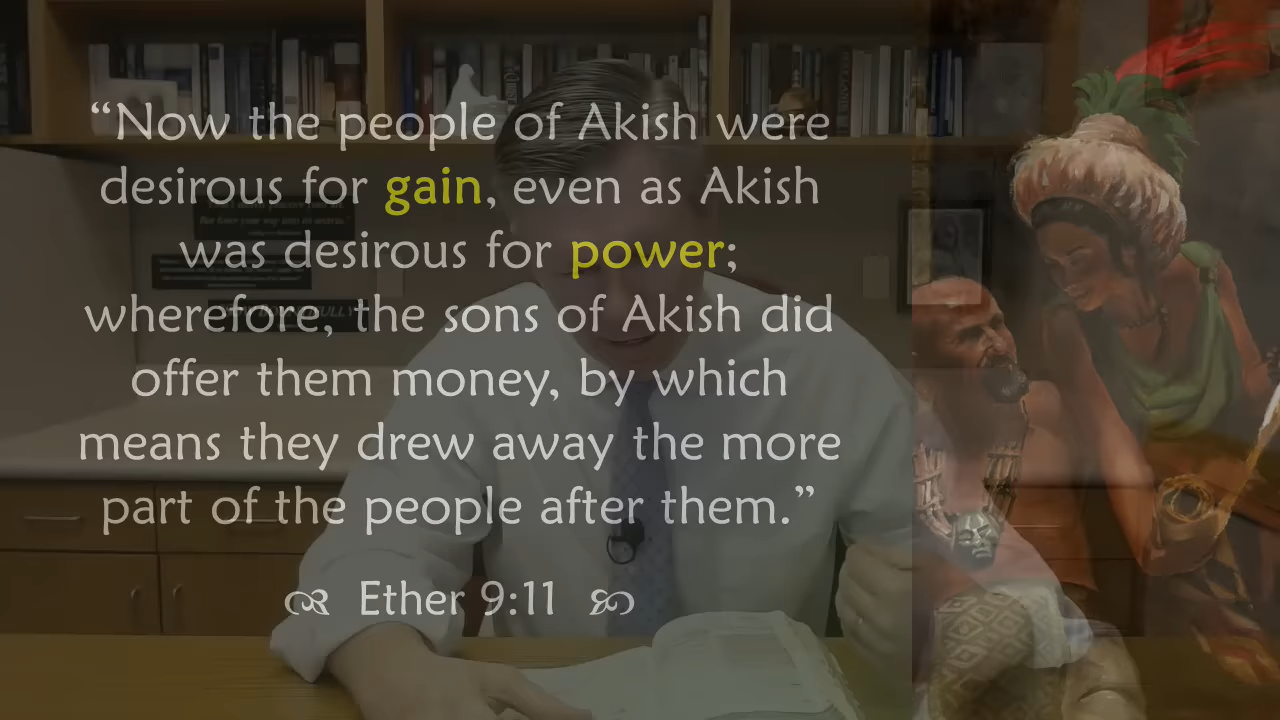 “Now the people of Akish were
desirous for gain, even as Akish
was desirous for power;
wherefore, the sons of Akish did
offer them money, by which
means they drew away the more
part of the people after them.”
Ether 9:11